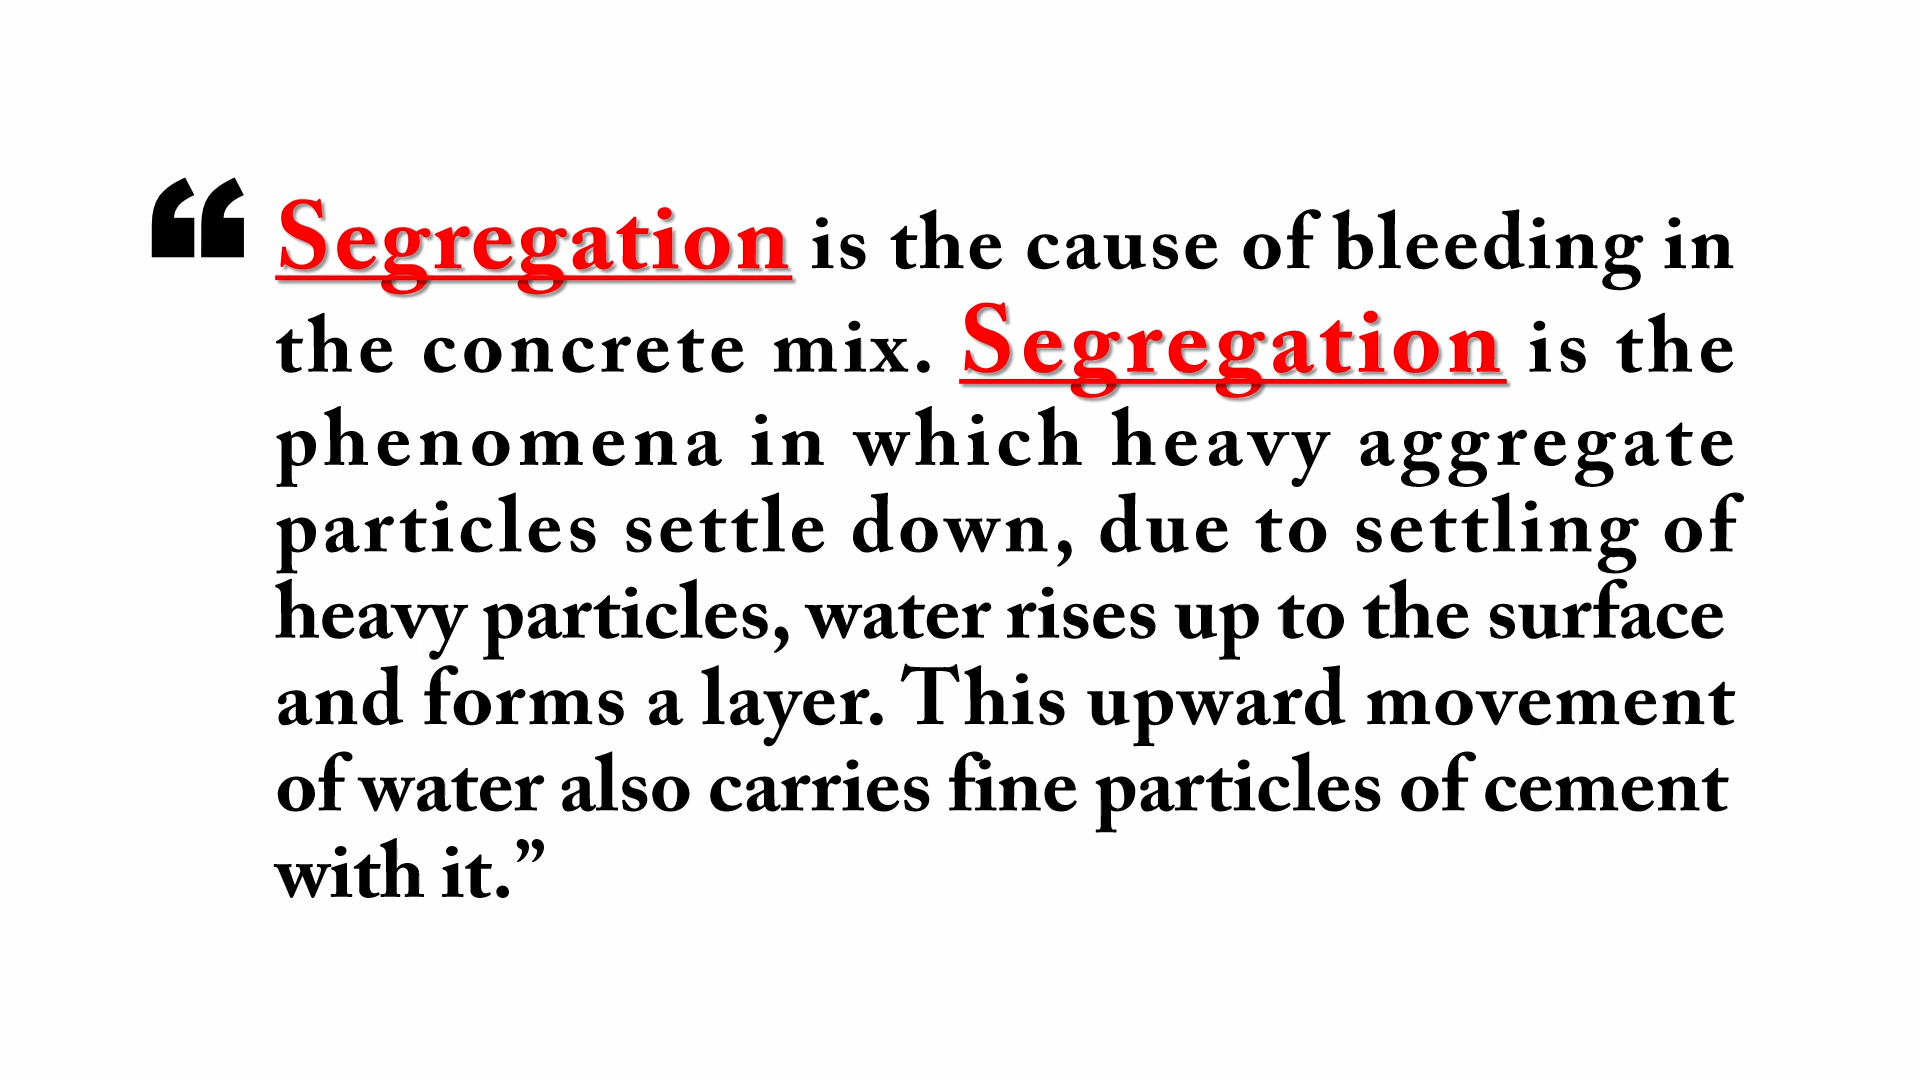 “ Segregation is the cause of bleeding in
the concrete mix. Segregation is the
phenomena in which heavy aggregate
particles settle down, due to settling of
heavy particles, water rises up to the surface
and forms a layer. This upward movement
of water also carries fine particles of cement
with it.”